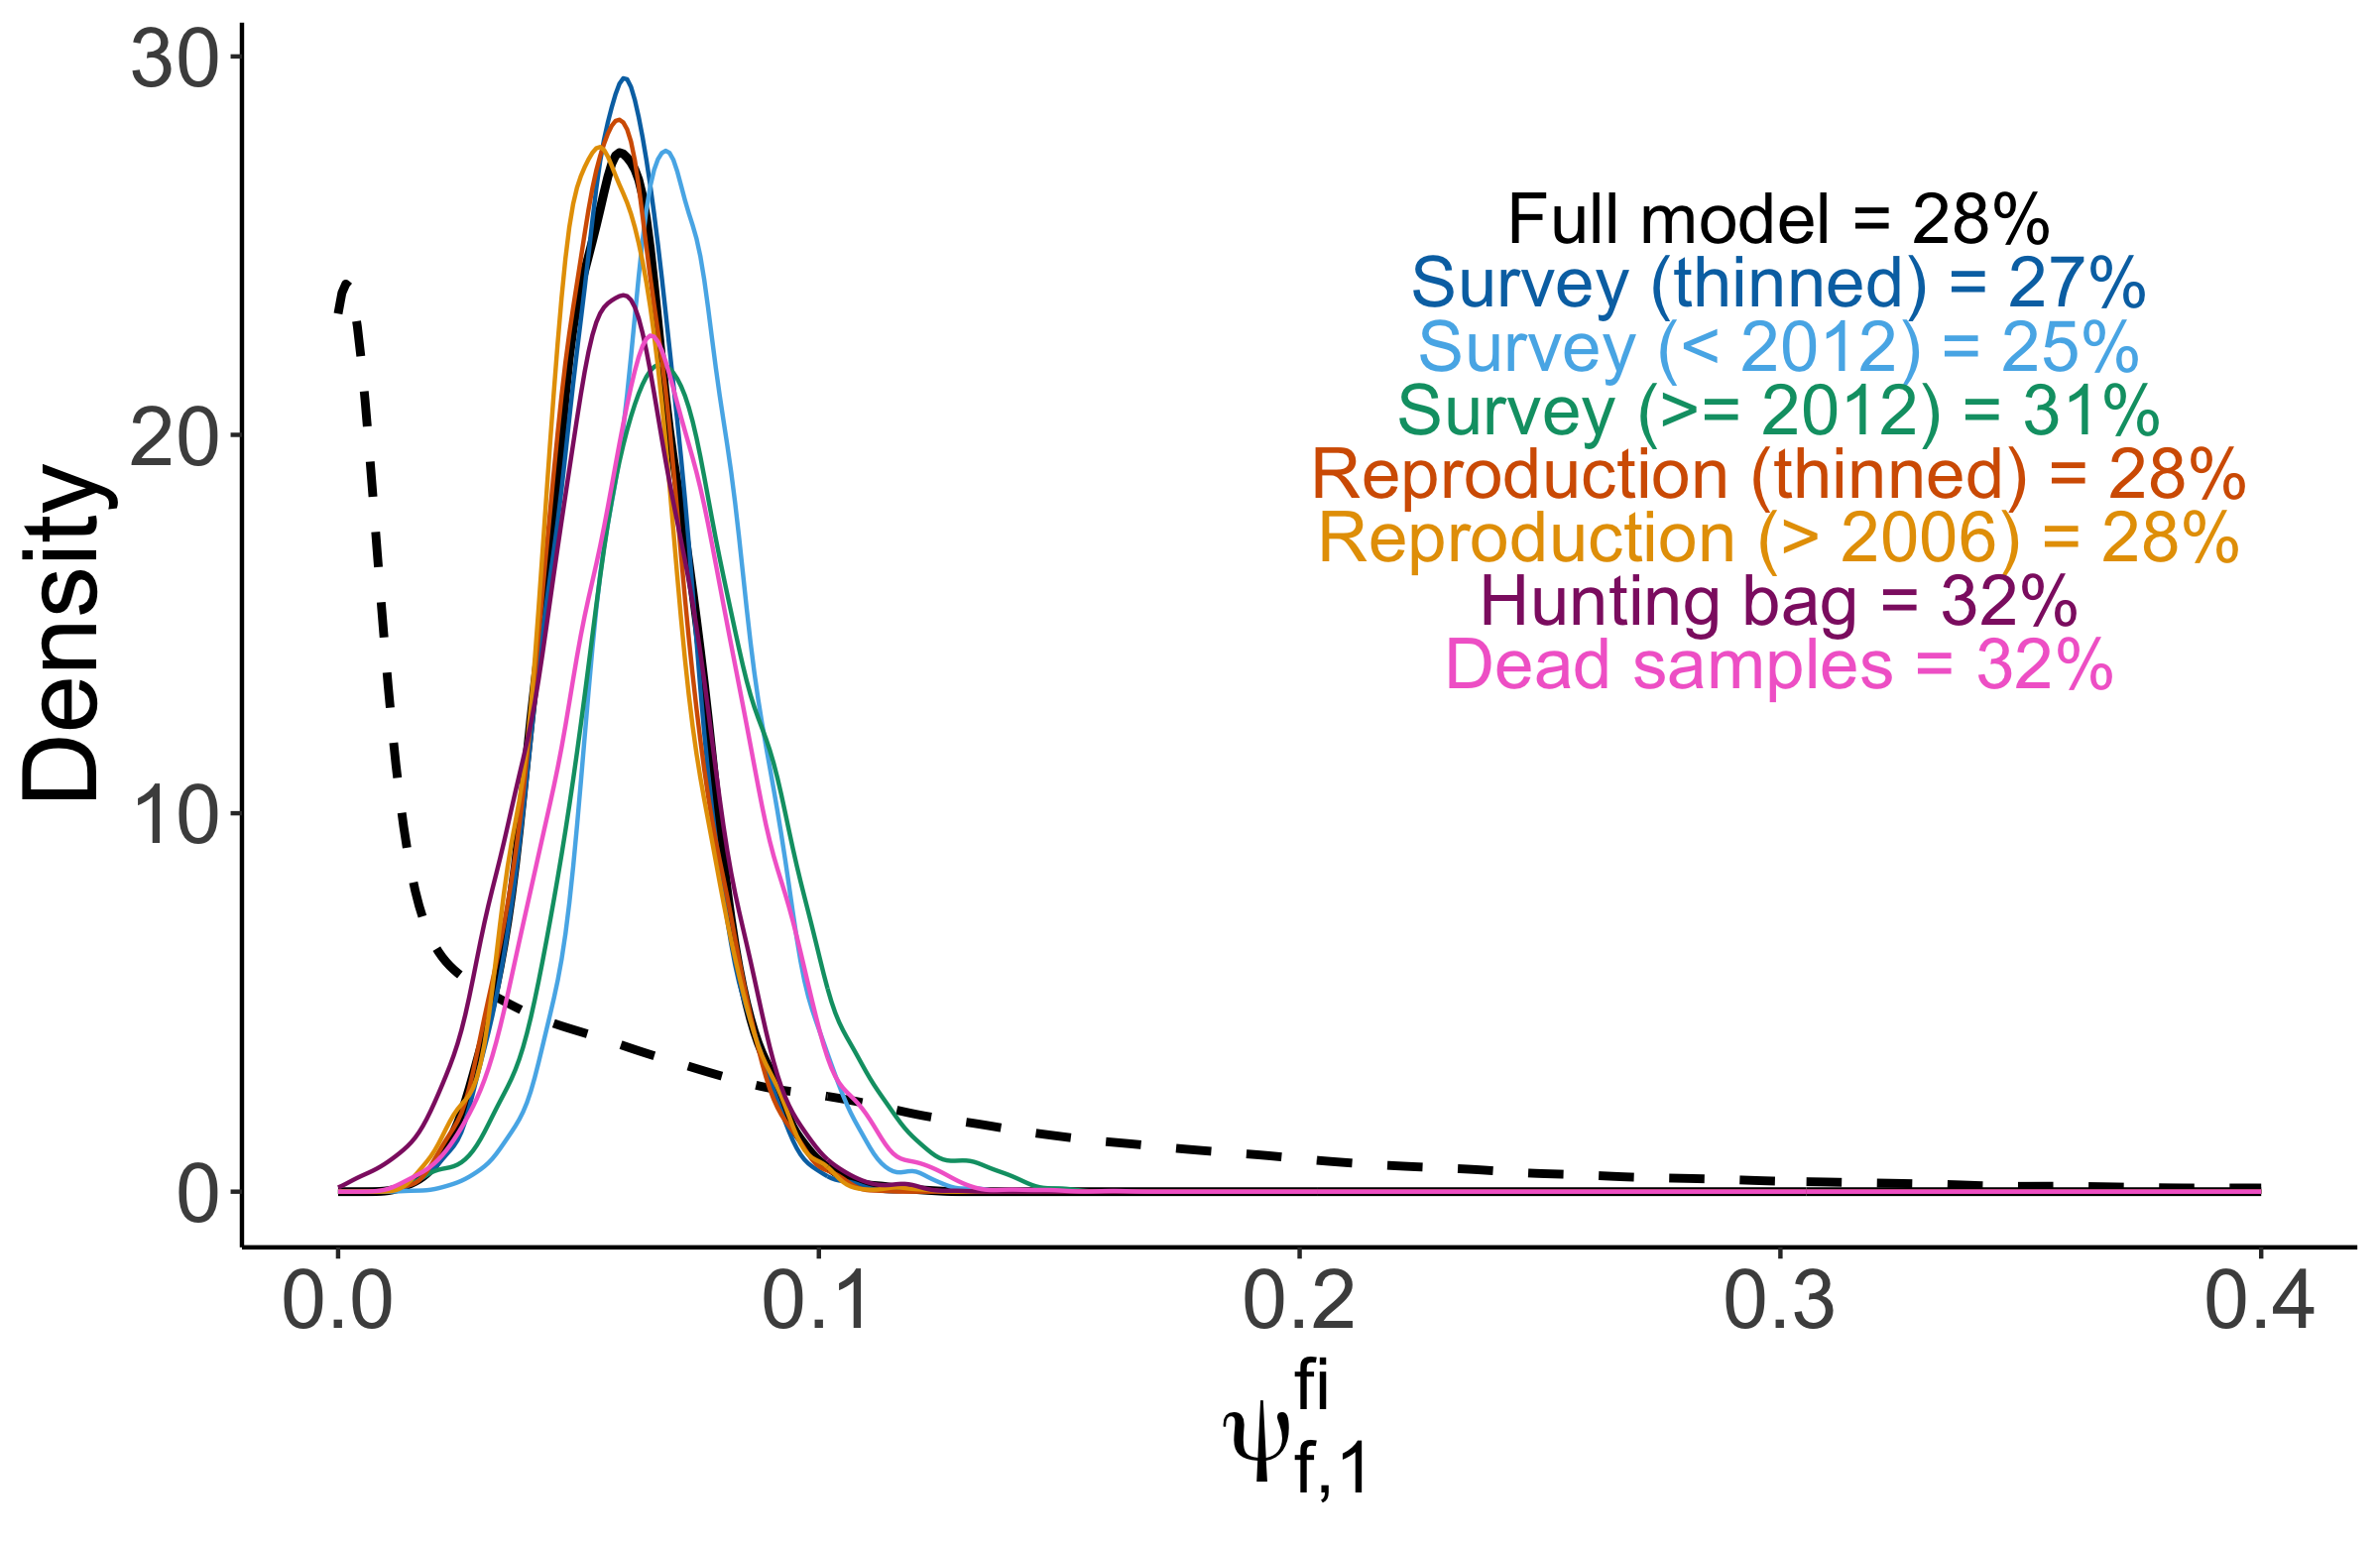 30
20
10
0
Density
Full model = 28%
Survey (thinned) = 27%
Survey (< 2012) = 25%
Survey (>= 2012) = 31%
Reproduction (thinned) = 28%
Reproduction (> 2006) = 28%
Hunting bag = 32%
Dead samples = 32%
0.0 0.1 0.2 0.3 0.4
ψ fi f,1